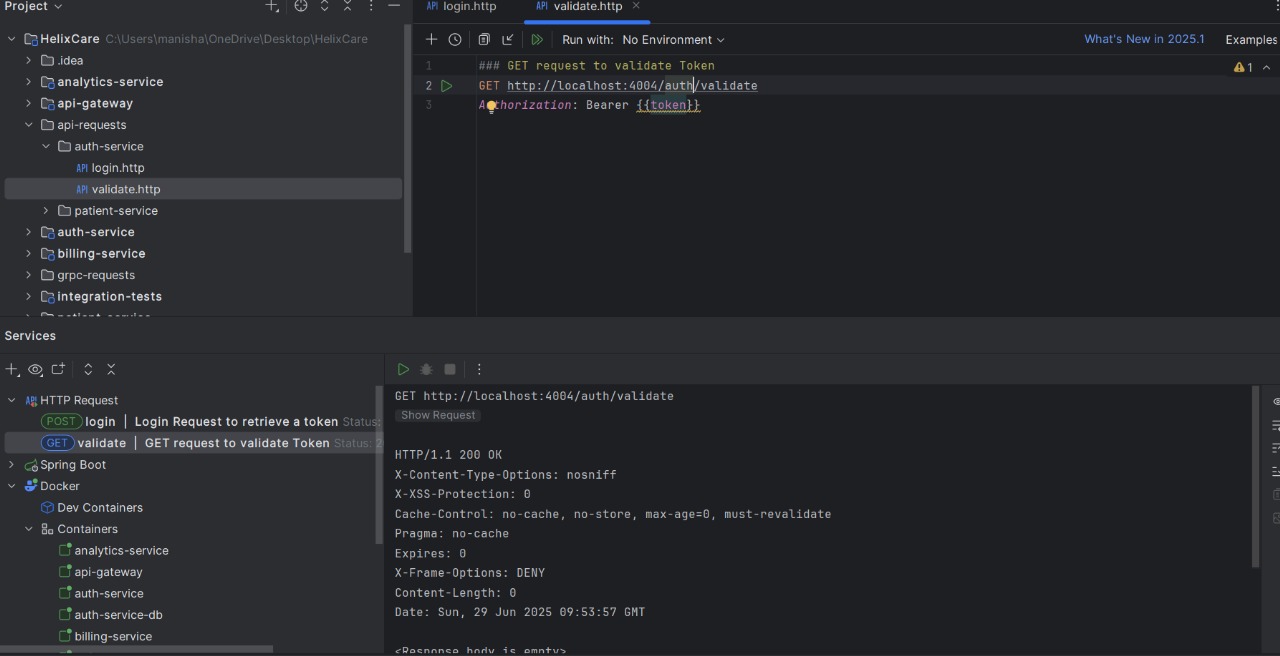 Project
HelixCare C:\Users\manisha\OneDrive\Desktop\HelixCare
.idea
analytics-service
api-gateway
api-requests
auth-service
API login.http
API validate.http
patient-service
auth-service
billing-service
grpc-requests
integration-tests
patient-service
API login.http API validate.http
Run with: No Environment What's New in 2025.1 Examples
1 ### GET request to validate Token 1
2 GET http://localhost:4004/auth/validate
3 Authorization: Bearer {{token}}
Services
API HTTP Request
POST login | Login Request to retrieve a token Status:
GET validate | GET request to validate Token Status: 2
Spring Boot
Docker
Dev Containers
Containers
analytics-service
api-gateway
auth-service
auth-service-db
billing-service
GET http://localhost:4004/auth/validate
Show Request
HTTP/1.1 200 OK
X-Content-Type-Options: nosniff
X-XSS-Protection: 0
Cache-Control: no-cache, no-store, max-age=0, must-revalidate
Pragma: no-cache
Expires: 0
X-Frame-Options: DENY
Content-Length: 0
Date: Sun, 29 Jun 2025 09:53:57 GMT
<Response body is empty>